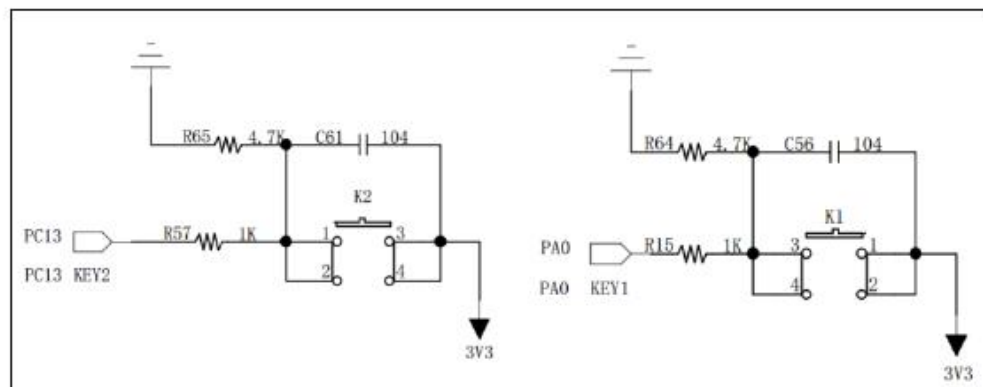 R65 4.7K C61 104
K2
PC13 R57 1K 1 3
PC13 KEY2 2 4
3V3
R64 4.7K C56 104
K1
PA0 R15 1K 3 1
PA0 KEY1 4 2
3V3